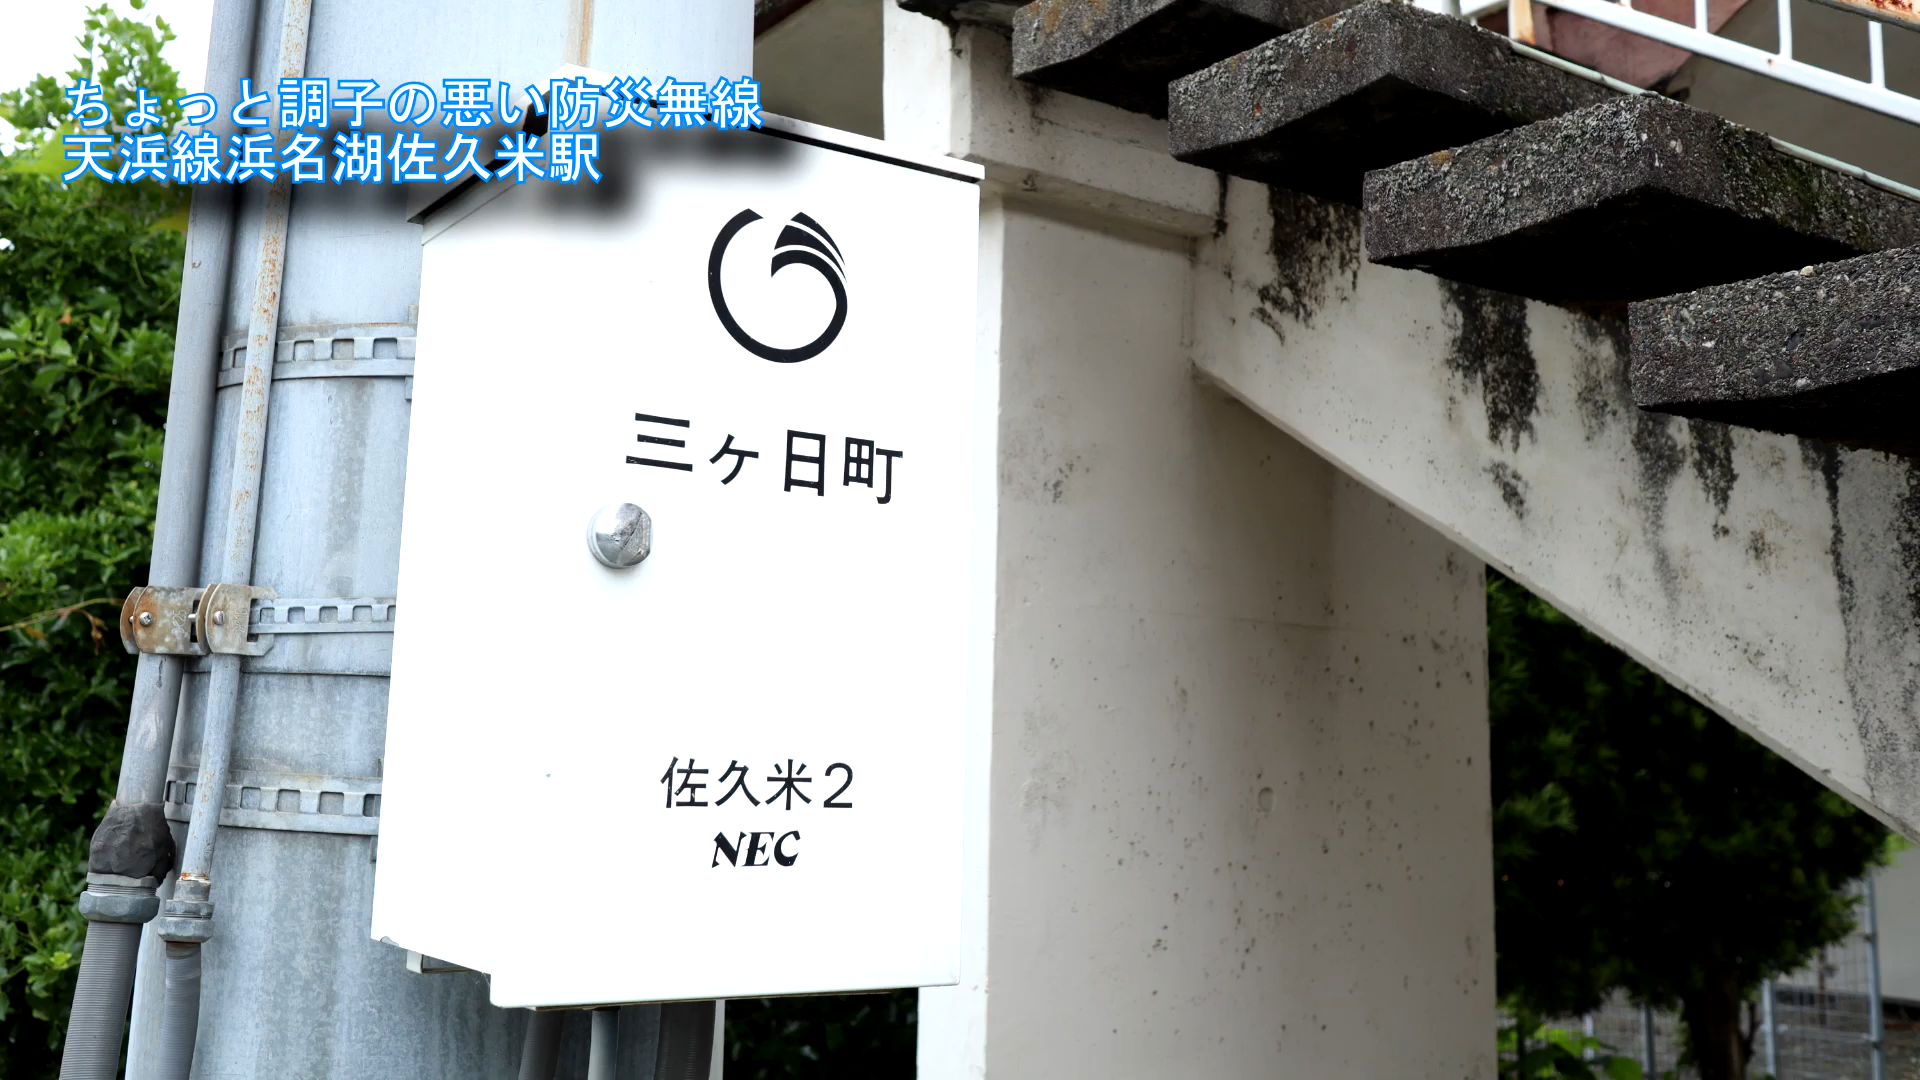 ちょっと調子の悪い防災無線
天浜線浜名湖佐久米駅
三ヶ日町
佐久米2
NEC